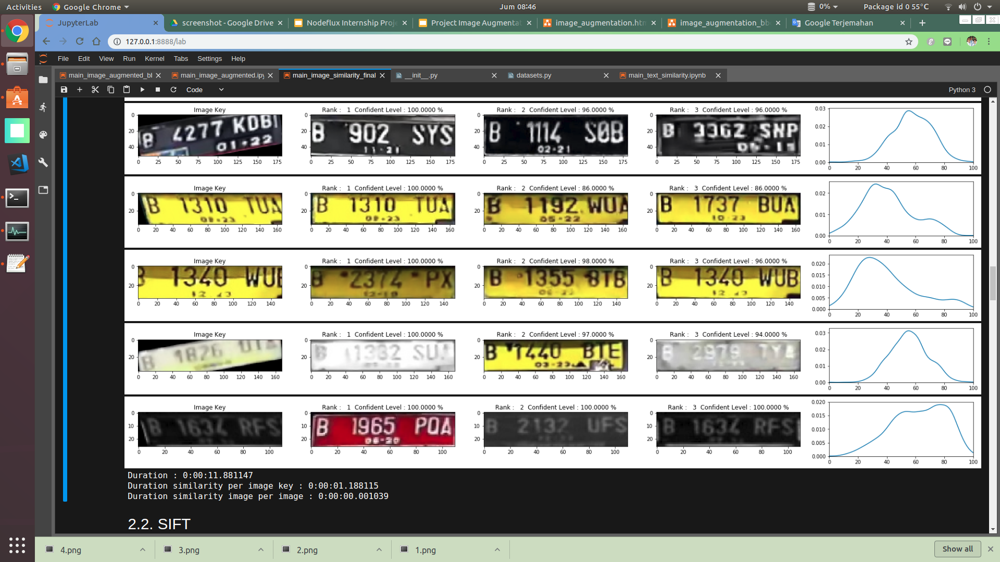 Activities Google Chrome Jum 08:46 0% Package id 0 55°C
JupyterLab screenshot - Google Drive Nodeflux Internship Proje Project Image Augmentat image_augmentation.htm image_augmentation_bb Google Terjemahan
127.0.0.1:8888/lab
File Edit View Run Kernel Tabs Settings Help
main_image_augmented_bl main_image_augmented.ipy main_image_similarity_final __init__.py datasets.py main_text_similarity.ipynb
Code Python 3
Image Key Rank : 1 Confident Level : 100.0000 % Rank : 2 Confident Level : 96.0000 % Rank : 3 Confident Level : 96.0000 % 0.03
0 0 0 0
B 4277 KDBI B 902 SYS B 1114 SØB B 3362 SNP
20 20 20 20 0.02
01·22 11-21 02·21
40 40 40 40 0.01
0.00
0 25 50 75 100 125 150 175 0 25 50 75 100 125 150 175 0 25 50 75 100 125 150 175 0 25 50 75 100 125 150 175 0 20 40 60 80 100
Image Key Rank : 1 Confident Level : 100.0000 % Rank : 2 Confident Level : 86.0000 % Rank : 3 Confident Level : 86.0000 %
0 0 0 0 0.02
B 1310 TUA B 1310 TUA B 1192 WUA B 1737 BUA
20 20 20 20 0.01
09-23 09-23 05-22 10-23
0.00
0 20 40 60 80 100 120 140 160 0 20 40 60 80 100 120 140 160 0 20 40 60 80 100 120 140 160 0 20 40 60 80 100 120 140 160 0 20 40 60 80 100
Image Key Rank : 1 Confident Level : 100.0000 % Rank : 2 Confident Level : 98.0000 % Rank : 3 Confident Level : 96.0000 % 0.020
0 0 0 0 0.015
B 1340 WUB B 2374 PX B 1355 BTB B 1340 WUB
20 20 20 20 0.010
12 23 12-19 12 23 0.005
0.000
0 20 40 60 80 100 120 140 0 20 40 60 80 100 120 140 0 20 40 60 80 100 120 140 0 20 40 60 80 100 120 140 0 20 40 60 80 100
Image Key Rank : 1 Confident Level : 100.0000 % Rank : 2 Confident Level : 97.0000 % Rank : 3 Confident Level : 94.0000 % 0.03
0 0 0 0 0.02
B 1826 UTA B 1332 SU B 1440 BTE B 2979 TYA
20 20 20 20 0.01
03-23
0.00
0 20 40 60 80 100 120 140 160 0 20 40 60 80 100 120 140 160 0 20 40 60 80 100 120 140 160 0 20 40 60 80 100 120 140 160 0 20 40 60 80 100
Image Key Rank : 1 Confident Level : 100.0000 % Rank : 2 Confident Level : 100.0000 % Rank : 3 Confident Level : 100.0000 % 0.020
0 0 0 0 0.015
B 1634 RFS B 1965 PQA B 2132 UFS B 1634 RFS
10 10 10 10 0.010
08-20
20 20 20 20 0.005
0.000
0 20 40 60 80 100 0 20 40 60 80 100 0 20 40 60 80 100 0 20 40 60 80 100 0 20 40 60 80 100
Duration : 0:00:11.881147
Duration similarity per image key : 0:00:01.188115
Duration similarity image per image : 0:00:00.001039
2.2. SIFT
4.png 3.png 2.png 1.png Show all